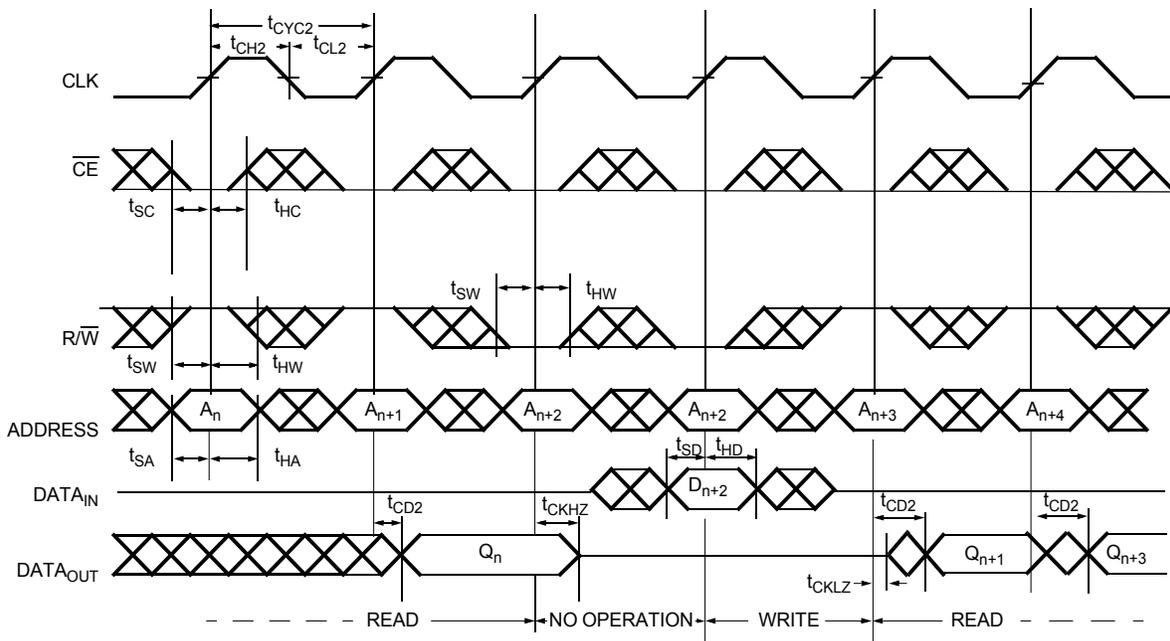 tCYC2
tCH2 tCL2
CLK
CE
tSC tHC
tSW tHW
R/W
tSW tHW
An An+1 An+2 An+2 An+3 An+4
ADDRESS
tSA tHA
tSD tHD
DATAIN
Dn+2
tCD2 tCKHZ tCD2 tCD2
DATAOUT
Qn Qn+1 Qn+3
tCKLZ
READ NO OPERATION WRITE READ